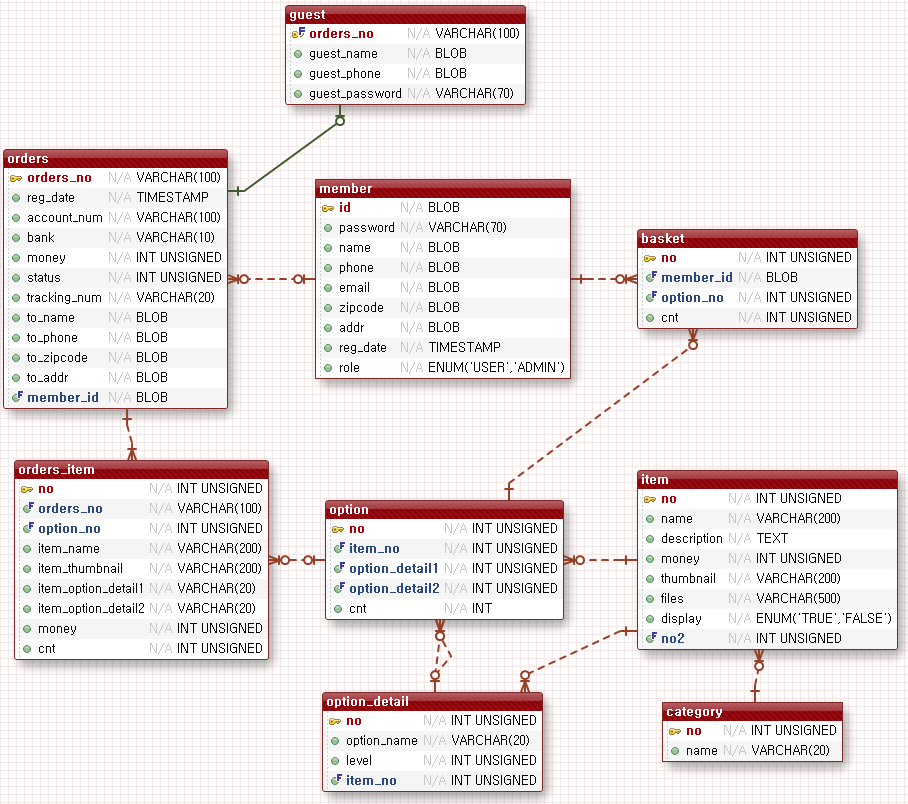 guest
orders_no N/A VARCHAR(100)
guest_name N/A BLOB
guest_phone N/A BLOB
guest_password N/A VARCHAR(70)
orders
orders_no N/A VARCHAR(100)
reg_date N/A TIMESTAMP
account_num N/A VARCHAR(100)
bank N/A VARCHAR(10)
money N/A INT UNSIGNED
status N/A INT UNSIGNED
tracking_num N/A VARCHAR(20)
to_name N/A BLOB
to_phone N/A BLOB
to_zipcode N/A BLOB
to_addr N/A BLOB
member_id N/A BLOB
member
id N/A BLOB
password N/A VARCHAR(70)
name N/A BLOB
phone N/A BLOB
email N/A BLOB
zipcode N/A BLOB
addr N/A BLOB
reg_date N/A TIMESTAMP
role N/A ENUM('USER','ADMIN')
basket
no N/A INT UNSIGNED
member_id N/A BLOB
option_no N/A INT UNSIGNED
cnt N/A INT UNSIGNED
orders_item
no N/A INT UNSIGNED
orders_no N/A VARCHAR(100)
option_no N/A INT UNSIGNED
item_name N/A VARCHAR(200)
item_thumbnail N/A VARCHAR(200)
item_option_detail1 N/A VARCHAR(20)
item_option_detail2 N/A VARCHAR(20)
money N/A INT UNSIGNED
cnt N/A INT UNSIGNED
option
no N/A INT UNSIGNED
item_no N/A INT UNSIGNED
option_detail1 N/A INT UNSIGNED
option_detail2 N/A INT UNSIGNED
cnt N/A INT
item
no N/A INT UNSIGNED
name N/A VARCHAR(200)
description N/A TEXT
money N/A INT UNSIGNED
thumbnail N/A VARCHAR(200)
files N/A VARCHAR(500)
display N/A ENUM('TRUE','FALSE')
no2 N/A INT UNSIGNED
option_detail
no N/A INT UNSIGNED
option_name N/A VARCHAR(20)
level N/A INT UNSIGNED
item_no N/A INT UNSIGNED
category
no N/A INT UNSIGNED
name N/A VARCHAR(20)